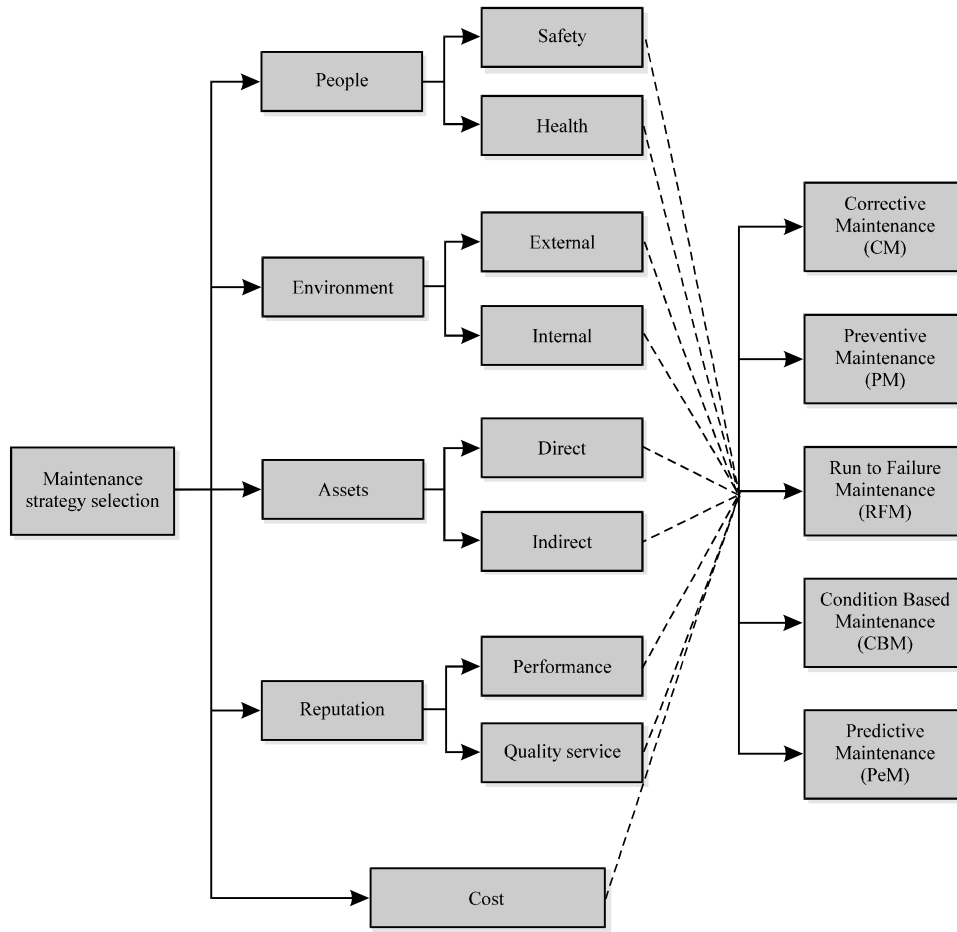 Maintenance
strategy selection
People
Safety
Health
Environment
External
Internal
Assets
Direct
Indirect
Reputation
Performance
Quality service
Cost
Corrective
Maintenance
(CM)
Preventive
Maintenance
(PM)
Run to Failure
Maintenance
(RFM)
Condition Based
Maintenance
(CBM)
Predictive
Maintenance
(PeM)